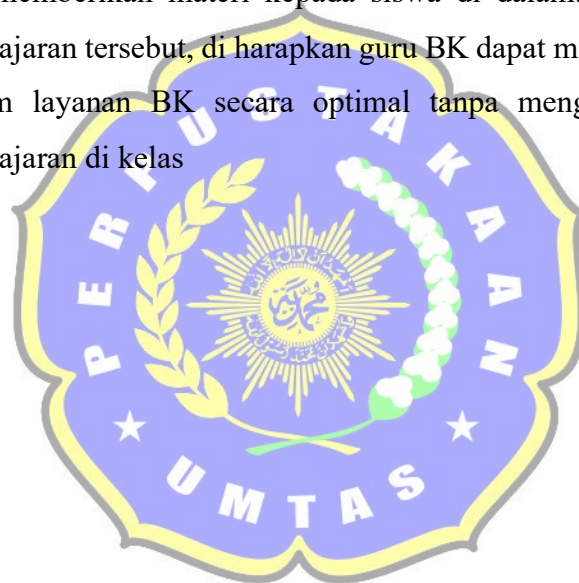 memberikan materi kepada siswa di dalam
ajaran tersebut, di harapkan guru BK dapat m
m layanan BK secara optimal tanpa meng
ajaran di kelas
PERPUSTAKAAN
UMTAS